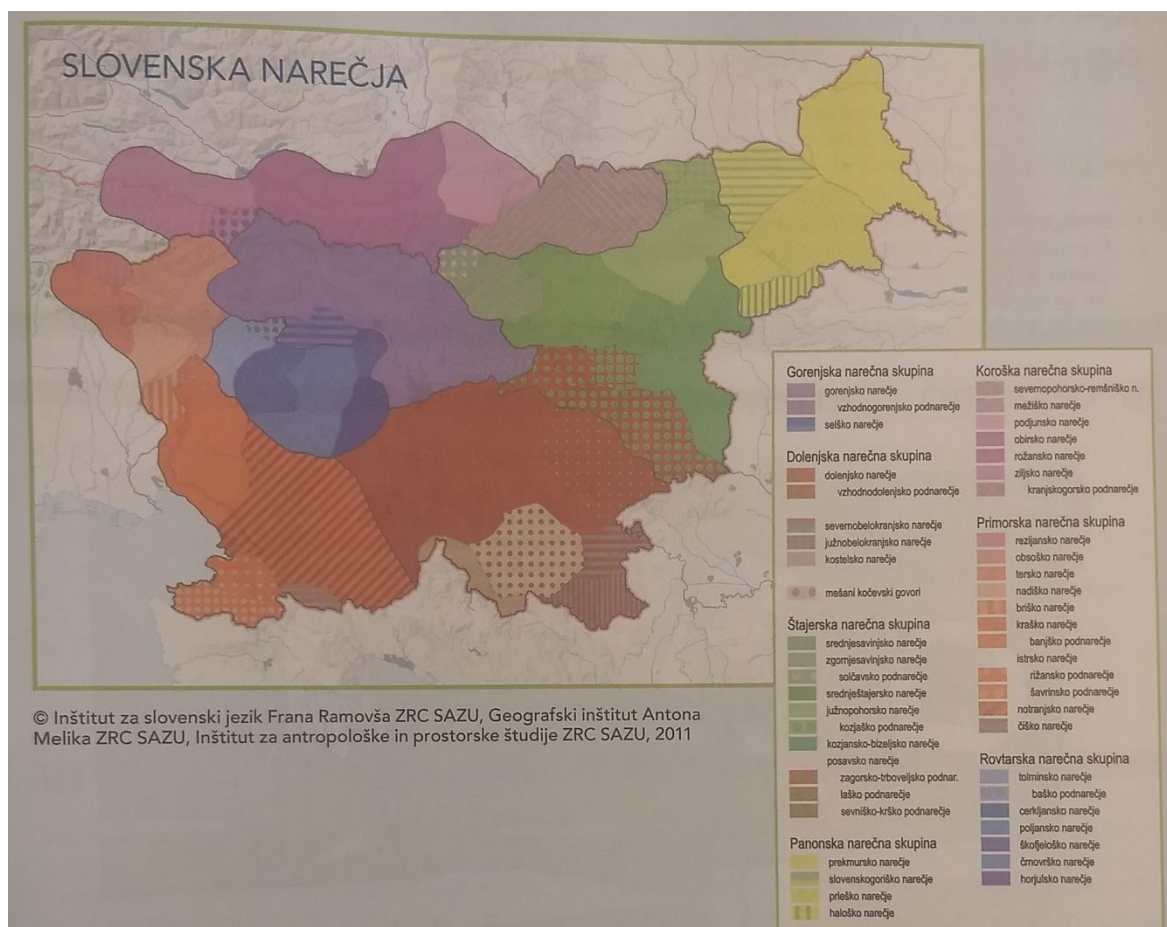 SLOVENSKA NAREČJA
© Inštitut za slovenski jezik Frana Ramovša ZRC SAZU, Geografski inštitut Antona
Melika ZRC SAZU, Inštitut za antropološke in prostorske študije ZRC SAZU, 2011
Gorenjska narečna skupina
gorenjsko narečje
vzhodnogorenjsko podnarečje
selško narečje
Dolenjska narečna skupina
dolenjsko narečje
vzhodnodolenjsko podnarečje
severnobelokranjsko narečje
južnobelokranjsko narečje
kostelsko narečje
mešani kočevski govori
Štajerska narečna skupina
srednjesavinjsko narečje
zgornjesavinjsko narečje
solčavsko podnarečje
srednještajersko narečje
južnopohorsko narečje
kozjaško podnarečje
kozjansko-bizeljsko narečje
posavsko narečje
zagorsko-trboveljsko podnar.
laško podnarečje
sevniško-krško podnarečje
Panonska narečna skupina
prekmursko narečje
slovenskogoriško narečje
prleško narečje
haloško narečje
Koroška narečna skupina
severnopohorsko-remšniško n.
mežiško narečje
podjunsko narečje
obirsko narečje
rožansko narečje
ziljsko narečje
kranjskogorsko podnarečje
Primorska narečna skupina
rezijansko narečje
obsoško narečje
tersko narečje
nadiško narečje
briško narečje
kraško narečje
banjško podnarečje
istrsko narečje
rižansko podnarečje
šavrinsko podnarečje
notranjsko narečje
čiško narečje
Rovtarska narečna skupina
tolminsko narečje
baško podnarečje
cerkljansko narečje
poljansko narečje
škofjeloško narečje
črnovrško narečje
horjulsko narečje